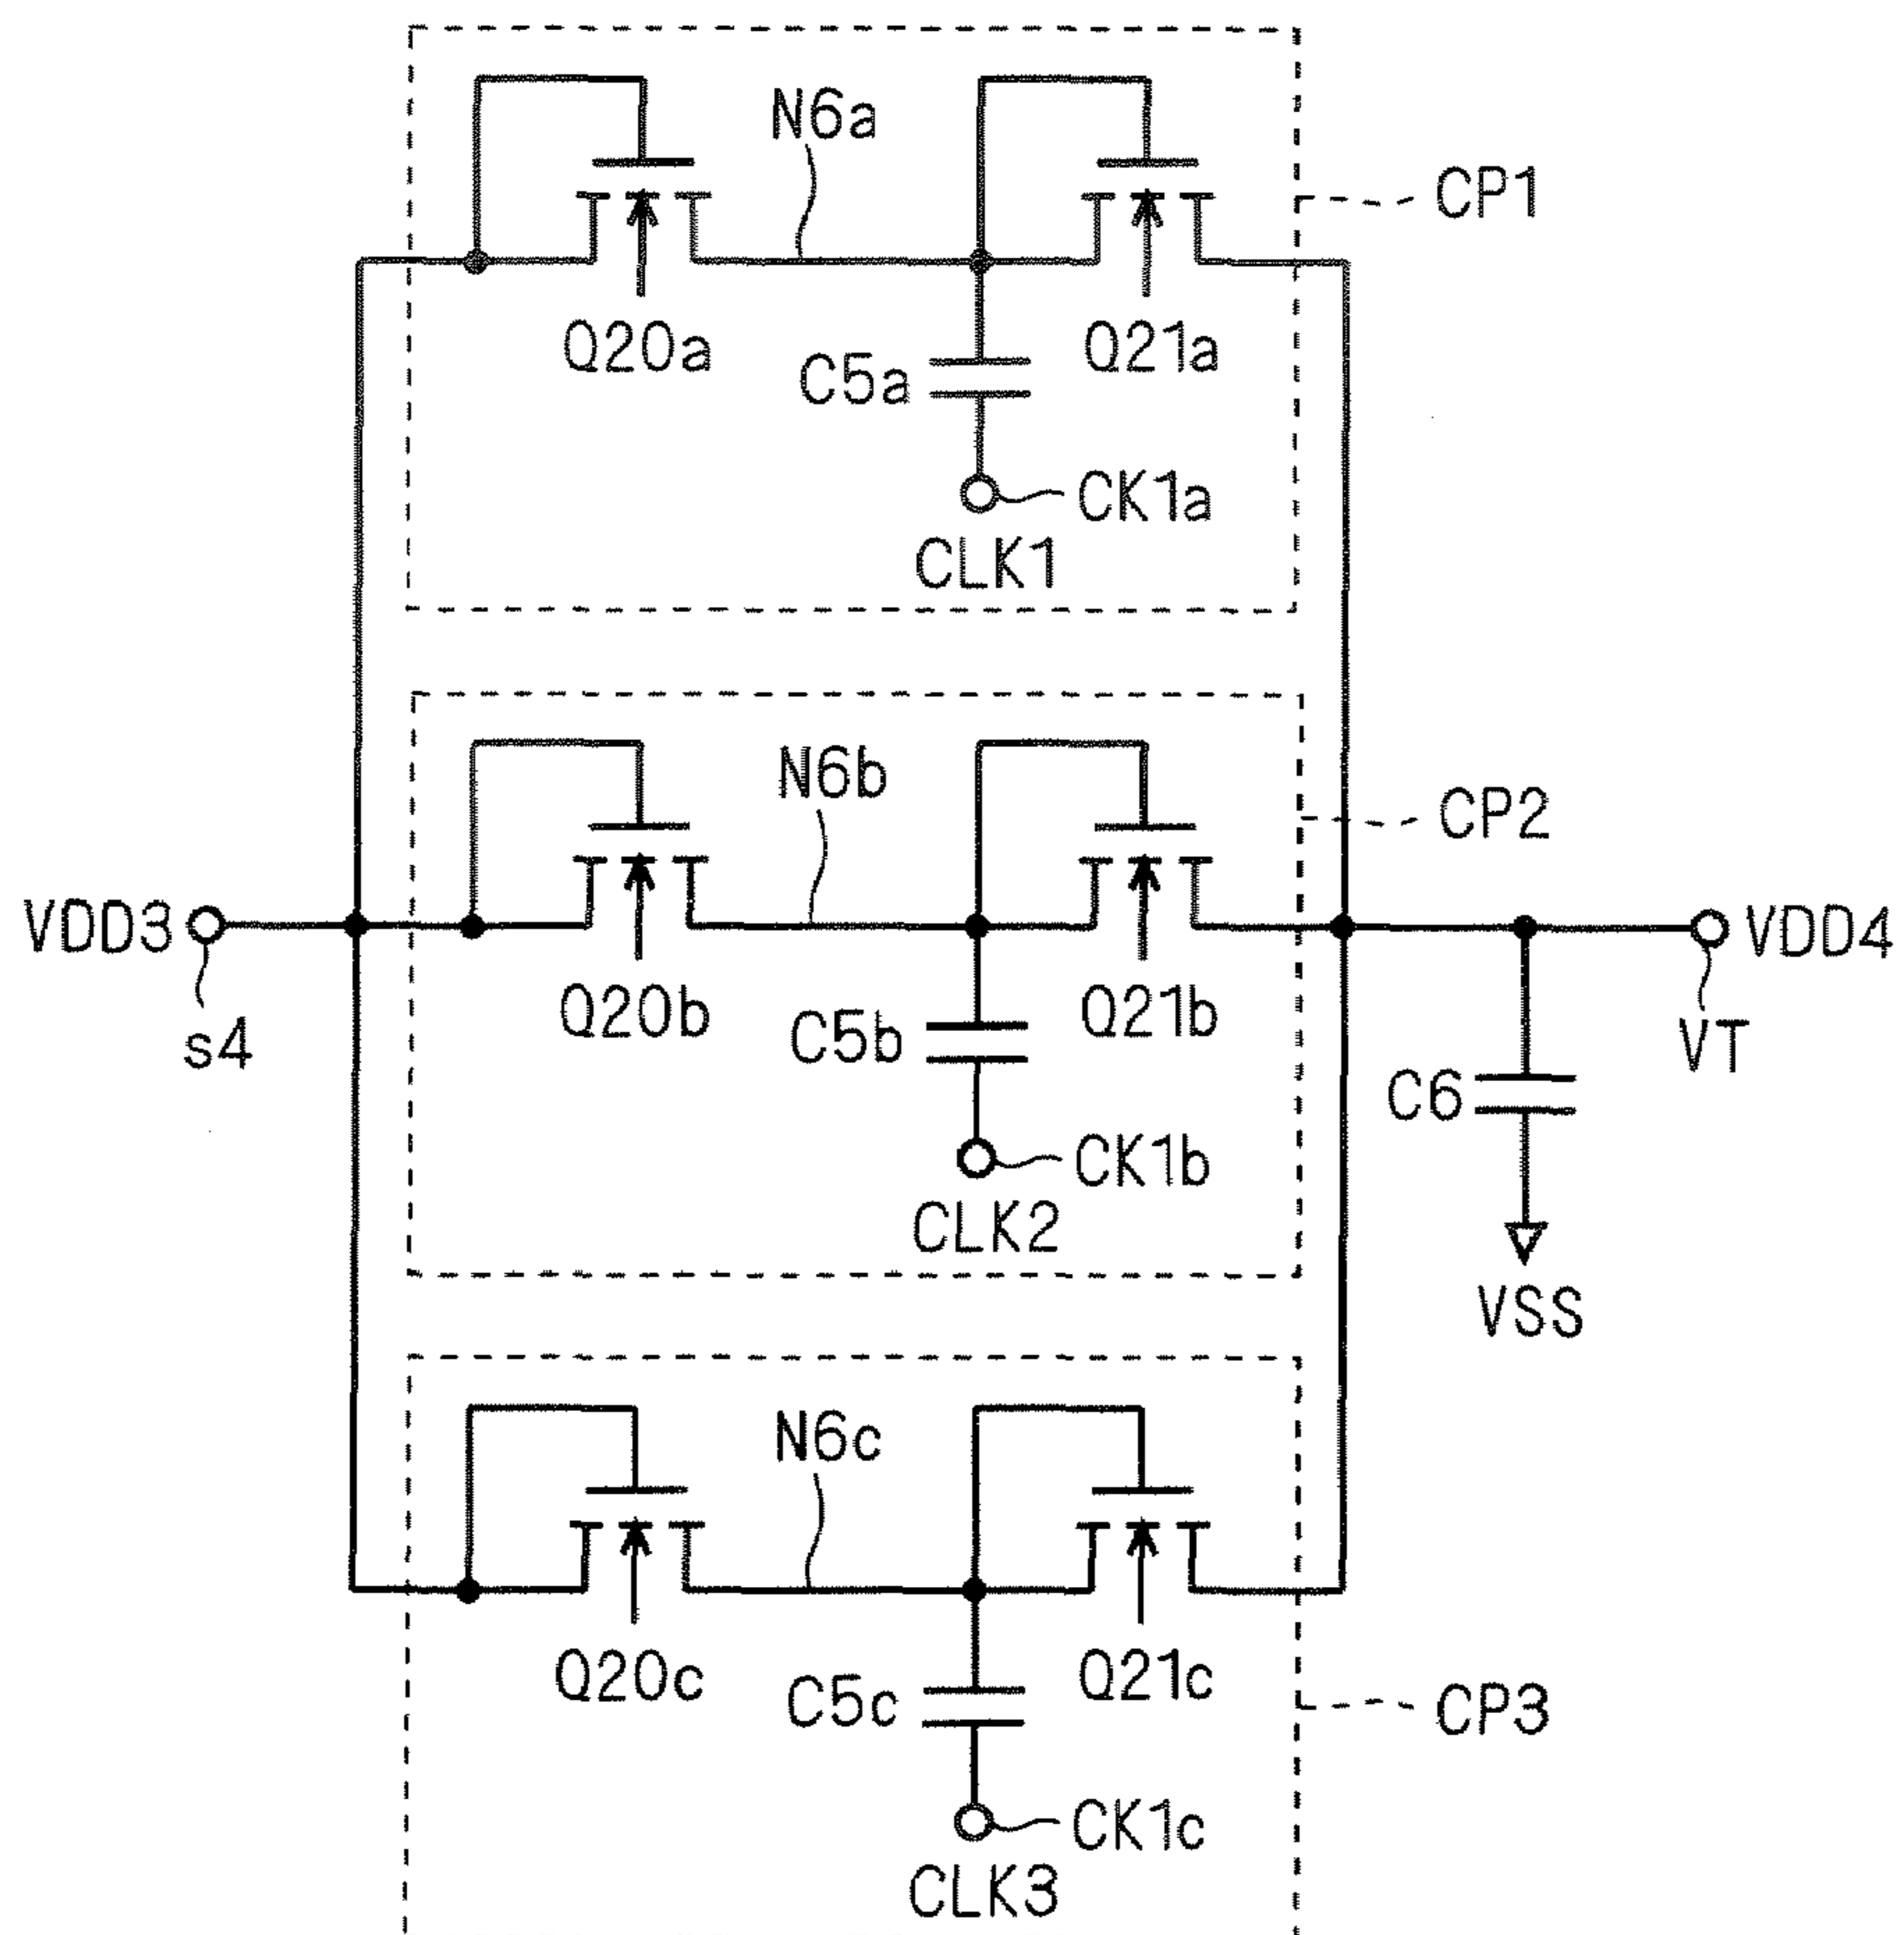 N6a
CP1
Q20a
Q21a
C5a
CK1a
CLK1
N6b
CP2
VDD3
VDD4
s4
Q20b
Q21b
C5b
VT
C6
CK1b
CLK2
VSS
N6c
Q20c
Q21c
C5c
CP3
CK1c
CLK3